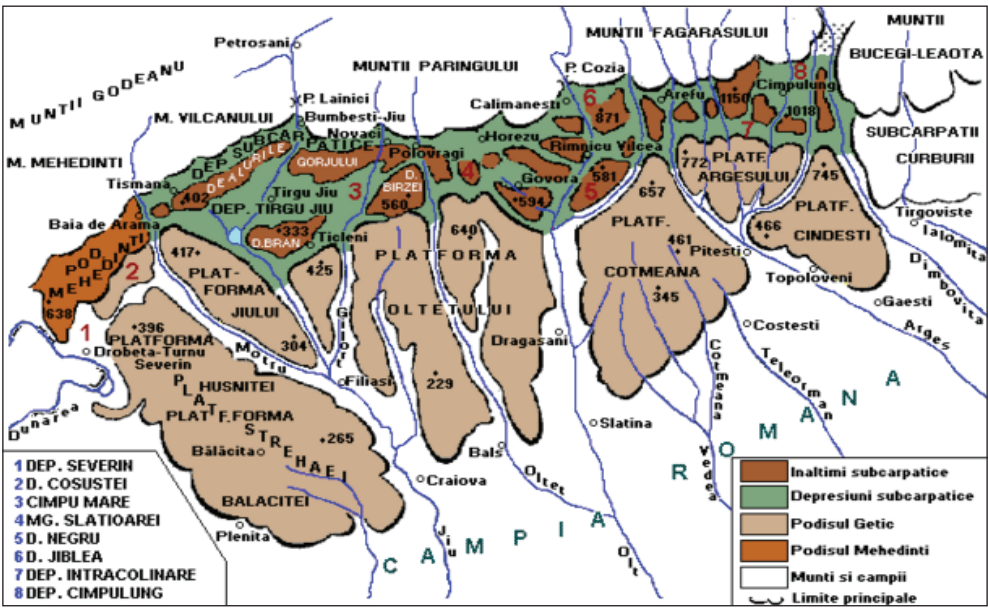 MUNTII
MUNTII FAGARASULUI
BUCEGI-LEAOTA
Petrosani
MUNTII PARINGULUI
P. Cozia
MUNTII GODEANU
8
Cimpulung
1150
6
Arefu
P. Lainici
Calimanesti
871
1018
M. VILCANULUI
Bumbesti-Jiu
Novaci
Horezu
7
SUBCARPATII
CURBURII
DEP. SUBCARPATICE
Polovragi
Rimnicu Vilcea
M. MEHEDINTI
DEALURILE
GORJULUI
772
PLATF.
ARGESULUI
745
4
581
Tismana
402
Tirgu Jiu
3
D.
BIRZEI
Govora
5
657
DEP. TIRGU JIU
560
594
PLATF.
PLATF.
CINDESTI
Tirgoviste
Baia de Arama
333
D.BRAN
Ticleni
640
461
466
Ialomita
POD. MEHEDINTI
417
425
PLATFORMA
Pitesti
2
PLAT-
FORMA
JIULUI
COTMEANA
Topoloveni
Dimbovita
638
345
Gaesti
OLTETULUI
Gilort
396
PLATFORMA
1
304
Dragasani
Costesti
Arges
Drobeta-Turnu
Severin
Motru
Filiasi
HUSNITEI
229
Cotmeana
Teleorman
Dunarea
PLATF. STREHAEI
PLATFORMA
265
Slatina
Bălăcita
Bals
Vedea
BALACITEI
Craiova
Oltet
Plenita
Jiu
Olt
CAMPIA ROMANA
1 DEP. SEVERIN
2 D. COSUSTEI
3 CIMPU MARE
4 MG. SLATIOAREI
5 D. NEGRU
6 D. JIBLEA
7 DEP. INTRACOLINARE
8 DEP. CIMPULUNG
Inaltimi subcarpatice
Depresiuni subcarpatice
Podisul Getic
Podisul Mehedinti
Munti si campii
Limite principale